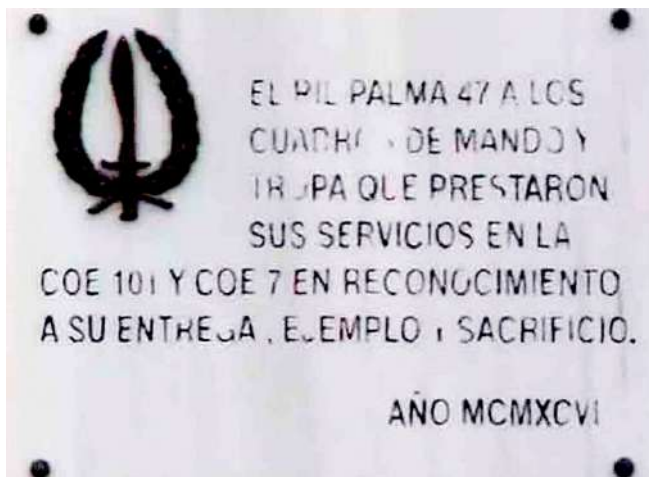 EL RIL PALMA 47 A LOS
CUADROS DE MANDO Y
TROPA QUE PRESTARON
SUS SERVICIOS EN LA
COE 101 Y COE 7 EN RECONOCIMIENTO
A SU ENTREGA, EJEMPLO Y SACRIFICIO.
AÑO MCMXCVI